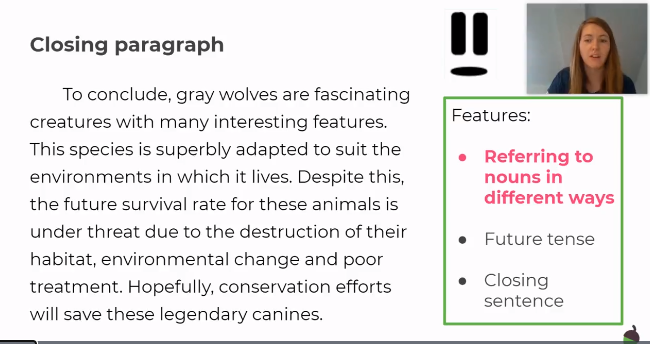 Closing paragraph
To conclude, gray wolves are fascinating
creatures with many interesting features.
This species is superbly adapted to suit the
environments in which it lives. Despite this,
the future survival rate for these animals is
under threat due to the destruction of their
habitat, environmental change and poor
treatment. Hopefully, conservation efforts
will save these legendary canines.
Features:
Referring to
nouns in
different ways
Future tense
Closing
sentence